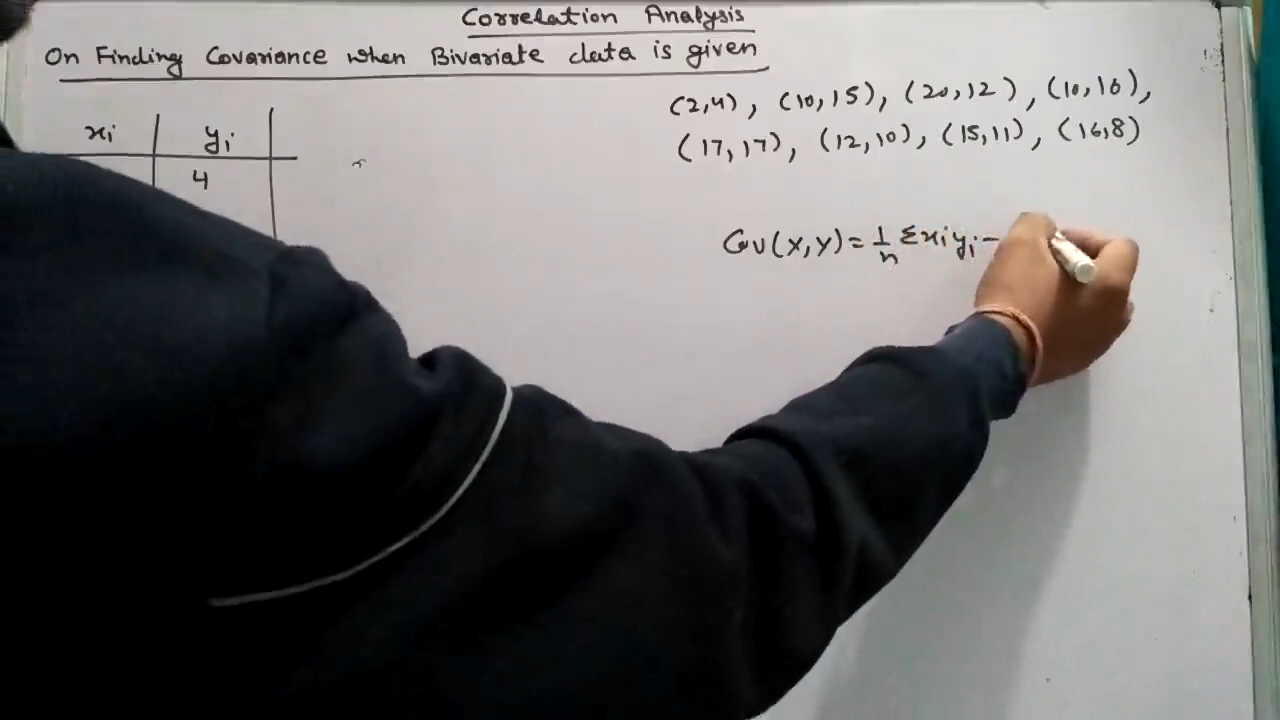 Correlation Analysis
On Finding Covariance when Bivariate data is given
(2,4), (10,15), (20,12), (10,16),
(17,17), (12,10), (15,11), (16,8)
xi yi
4
Cov(X,Y) = 1/n Σxiyi -